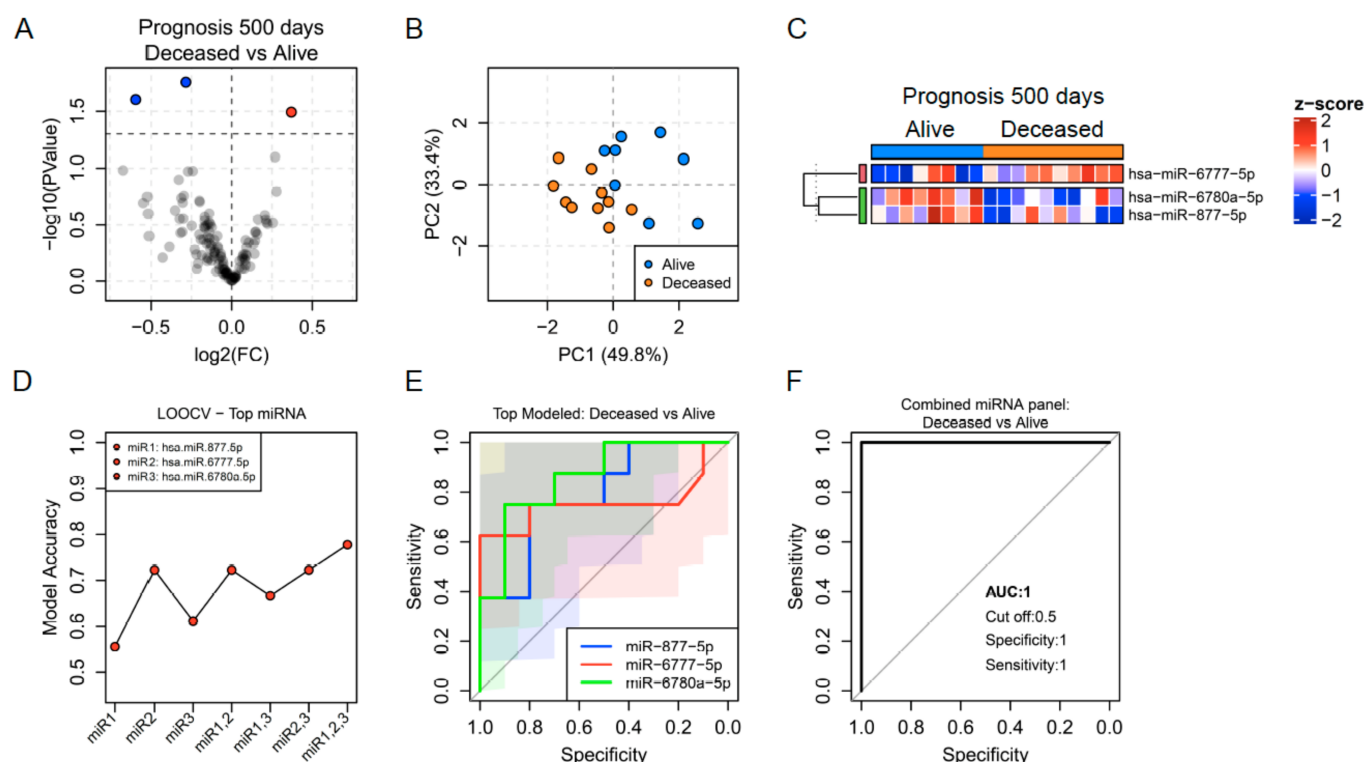 A
Prognosis 500 days
Deceased vs Alive
−log10(PValue)
1.5
1.0
0.5
0.0
−0.5
0.0
0.5
log2(FC)
B
PC2 (33.4%)
2
0
−2
−2
0
2
PC1 (49.8%)
Alive
Deceased
C
Prognosis 500 days
Alive
Deceased
hsa−miR−6777−5p
hsa−miR−6780a−5p
hsa−miR−877−5p
z−score
2
1
0
−1
−2
D
LOOCV − Top miRNA
miR1: hsa.miR.877.5p
miR2: hsa.miR.6777.5p
miR3: hsa.miR.6780a.5p
Model Accuracy
1.0
0.9
0.8
0.7
0.6
0.5
miR1
miR2
miR3
miR1,2
miR1,3
miR2,3
miR1,2,3
E
Top Modeled: Deceased vs Alive
Sensitivity
1.0
0.8
0.6
0.4
0.2
0.0
miR−877−5p
miR−6777−5p
miR−6780a−5p
1.0
0.8
0.6
0.4
0.2
0.0
Specificity
F
Combined miRNA panel:
Deceased vs Alive
Sensitivity
1.0
0.8
0.6
0.4
0.2
0.0
AUC:1
Cut off:0.5
Specificity:1
Sensitivity:1
1.0
0.8
0.6
0.4
0.2
0.0
Specificity